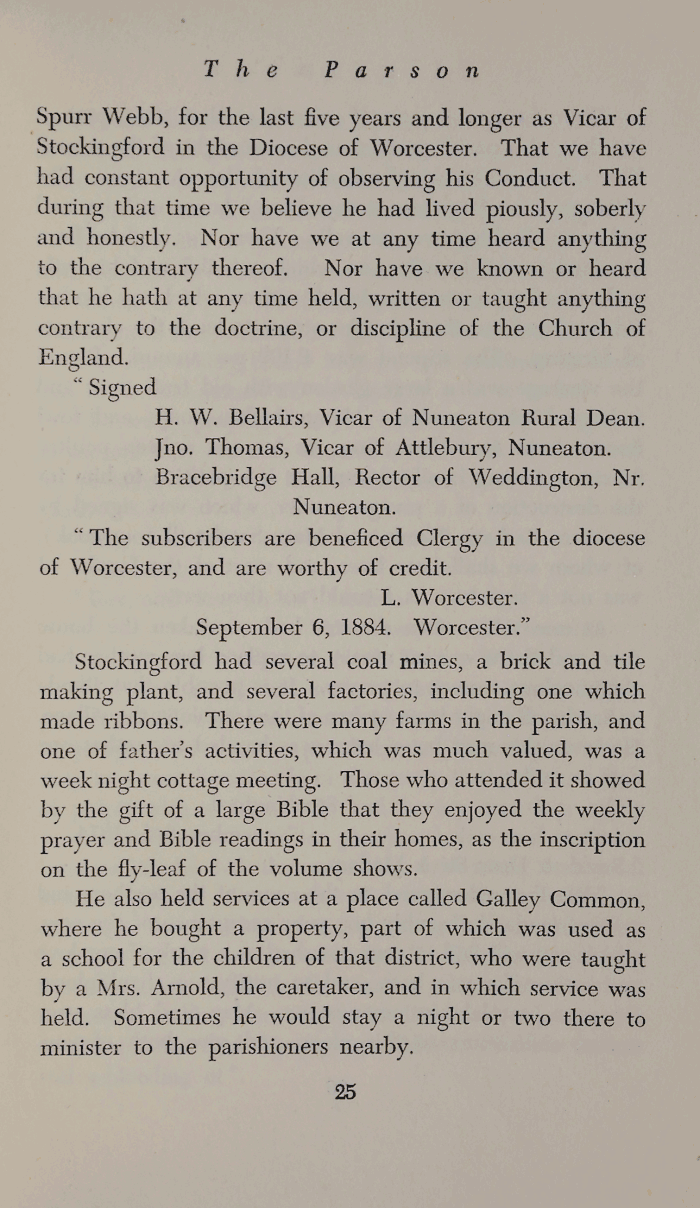 The Parson
Spurr Webb, for the last five years and longer as Vicar of
Stockingford in the Diocese of Worcester. That we have
had constant opportunity of observing his Conduct. That
during that time we believe he had lived piously, soberly
and honestly. Nor have we at any time heard anything
to the contrary thereof. Nor have we known or heard
that he hath at any time held, written or taught anything
contrary to the doctrine, or discipline of the Church of
England.
“ Signed
H. W. Bellairs, Vicar of Nuneaton Rural Dean.
Jno. Thomas, Vicar of Attlebury, Nuneaton.
Bracebridge Hall, Rector of Weddington, Nr.
Nuneaton.
“ The subscribers are beneficed Clergy in the diocese
of Worcester, and are worthy of credit.
L. Worcester.
September 6, 1884. Worcester.”
Stockingford had several coal mines, a brick and tile
making plant, and several factories, including one which
made ribbons. There were many farms in the parish, and
one of father’s activities, which was much valued, was a
week night cottage meeting. Those who attended it showed
by the gift of a large Bible that they enjoyed the weekly
prayer and Bible readings in their homes, as the inscription
on the fly-leaf of the volume shows.
He also held services at a place called Galley Common,
where he bought a property, part of which was used as
a school for the children of that district, who were taught
by a Mrs. Arnold, the caretaker, and in which service was
held. Sometimes he would stay a night or two there to
minister to the parishioners nearby.
25